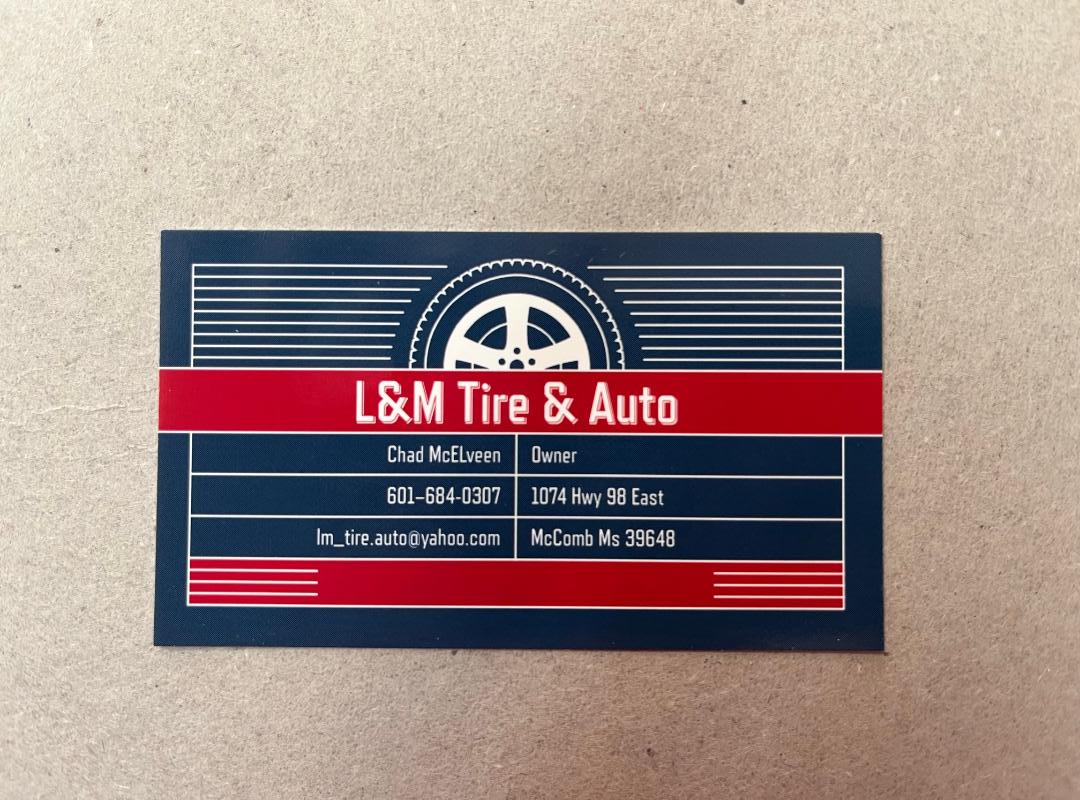 L&M Tire & Auto
Chad McELveen Owner
601-684-0307 1074 Hwy 98 East
lm_tire.auto@yahoo.com McComb Ms 39648